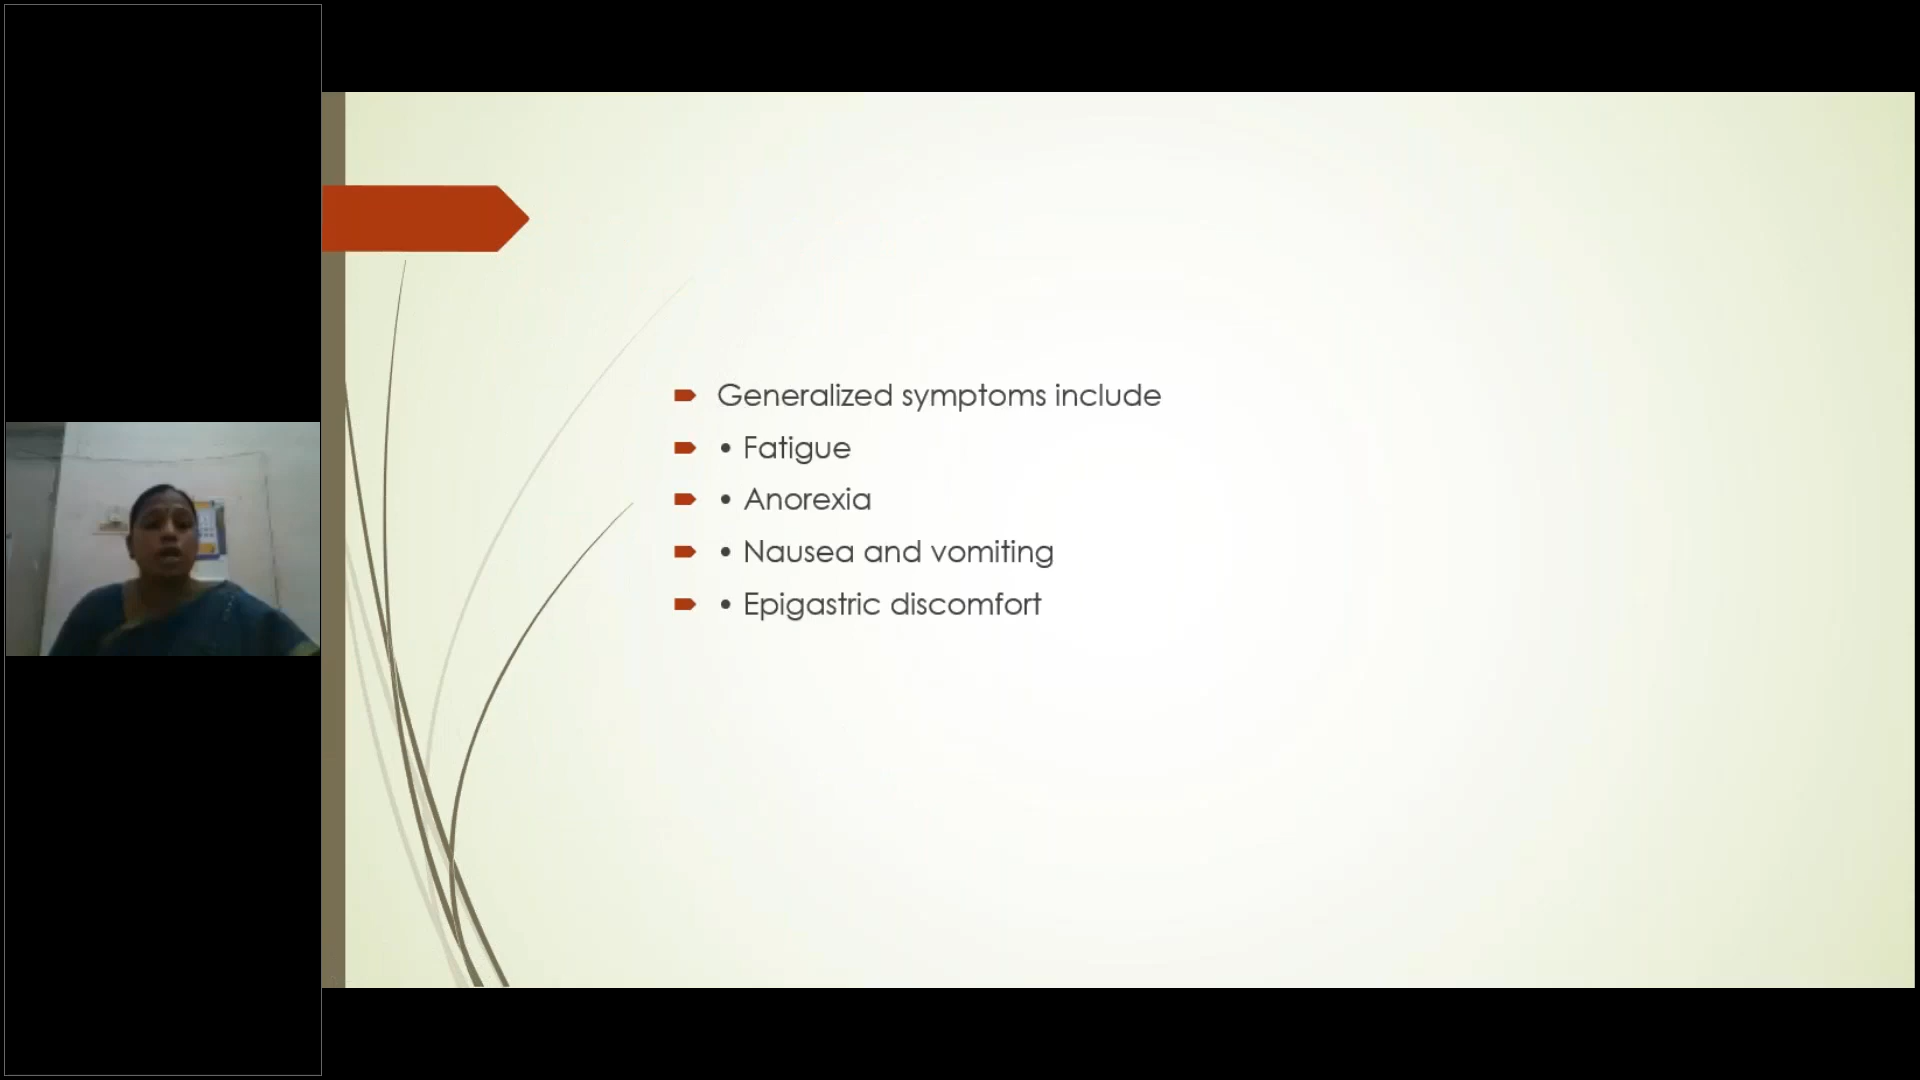 Generalized symptoms include
• Fatigue
• Anorexia
• Nausea and vomiting
• Epigastric discomfort